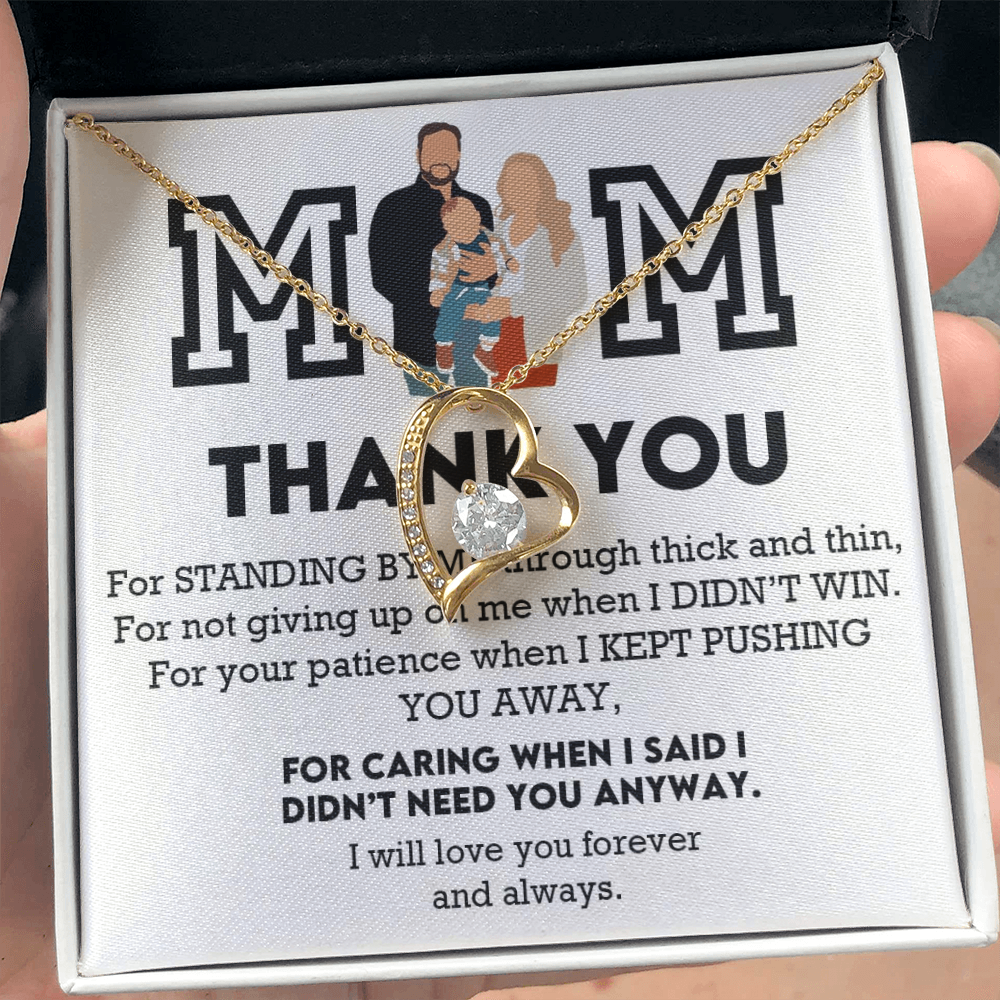 M M
THANK YOU
For STANDING BY ME through thick and thin,
For not giving up on me when I DIDN'T WIN.
For your patience when I KEPT PUSHING
YOU AWAY,
FOR CARING WHEN I SAID I
DIDN'T NEED YOU ANYWAY.
I will love you forever
and always.